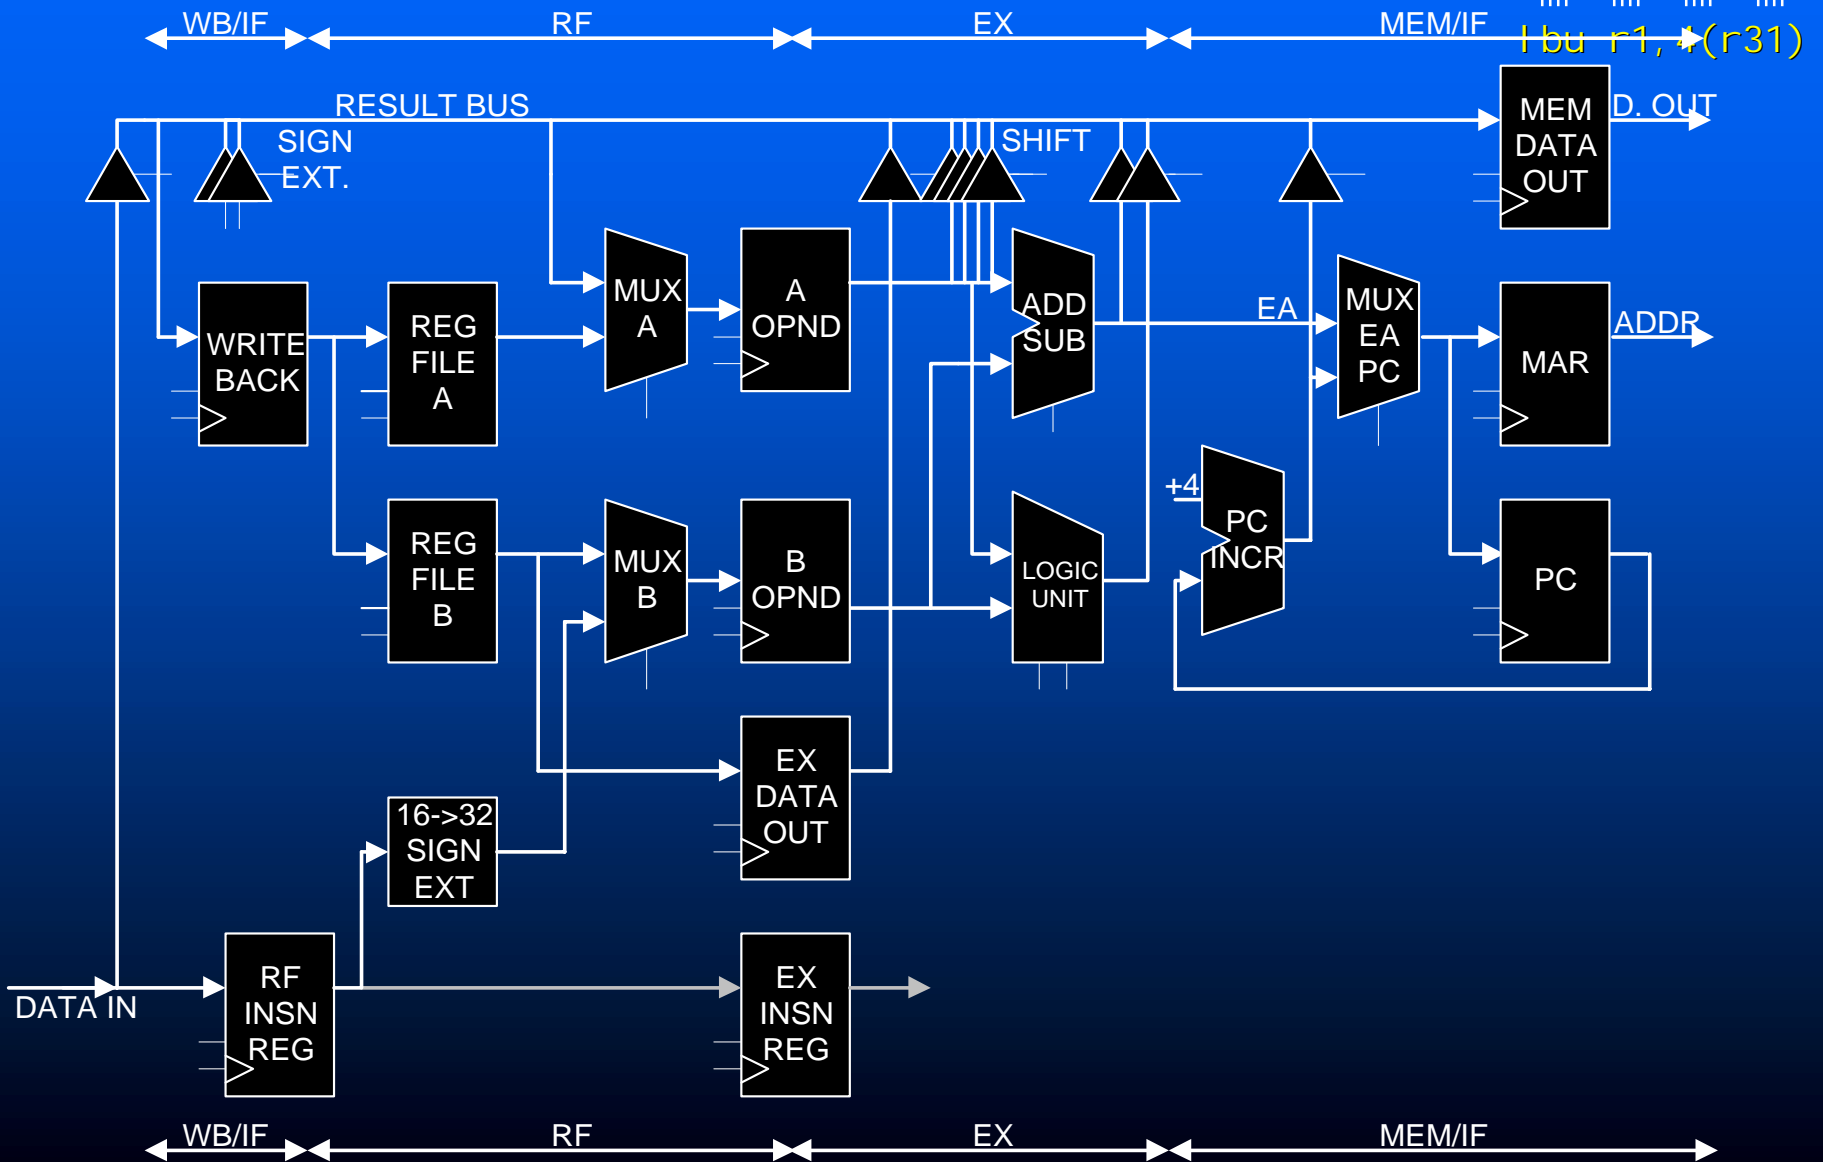 WB/IF
RF
EX
MEM/IF
lbu r1,4(r31)
RESULT BUS
SIGN
EXT.
SHIFT
MEM
DATA
OUT
D. OUT
WRITE
BACK
REG
FILE
A
MUX
A
A
OPND
ADD
SUB
EA
MUX
EA
PC
MAR
ADDR
REG
FILE
B
MUX
B
B
OPND
LOGIC
UNIT
+4
PC
INCR
PC
EX
DATA
OUT
16->32
SIGN
EXT
DATA IN
RF
INSN
REG
EX
INSN
REG
WB/IF
RF
EX
MEM/IF